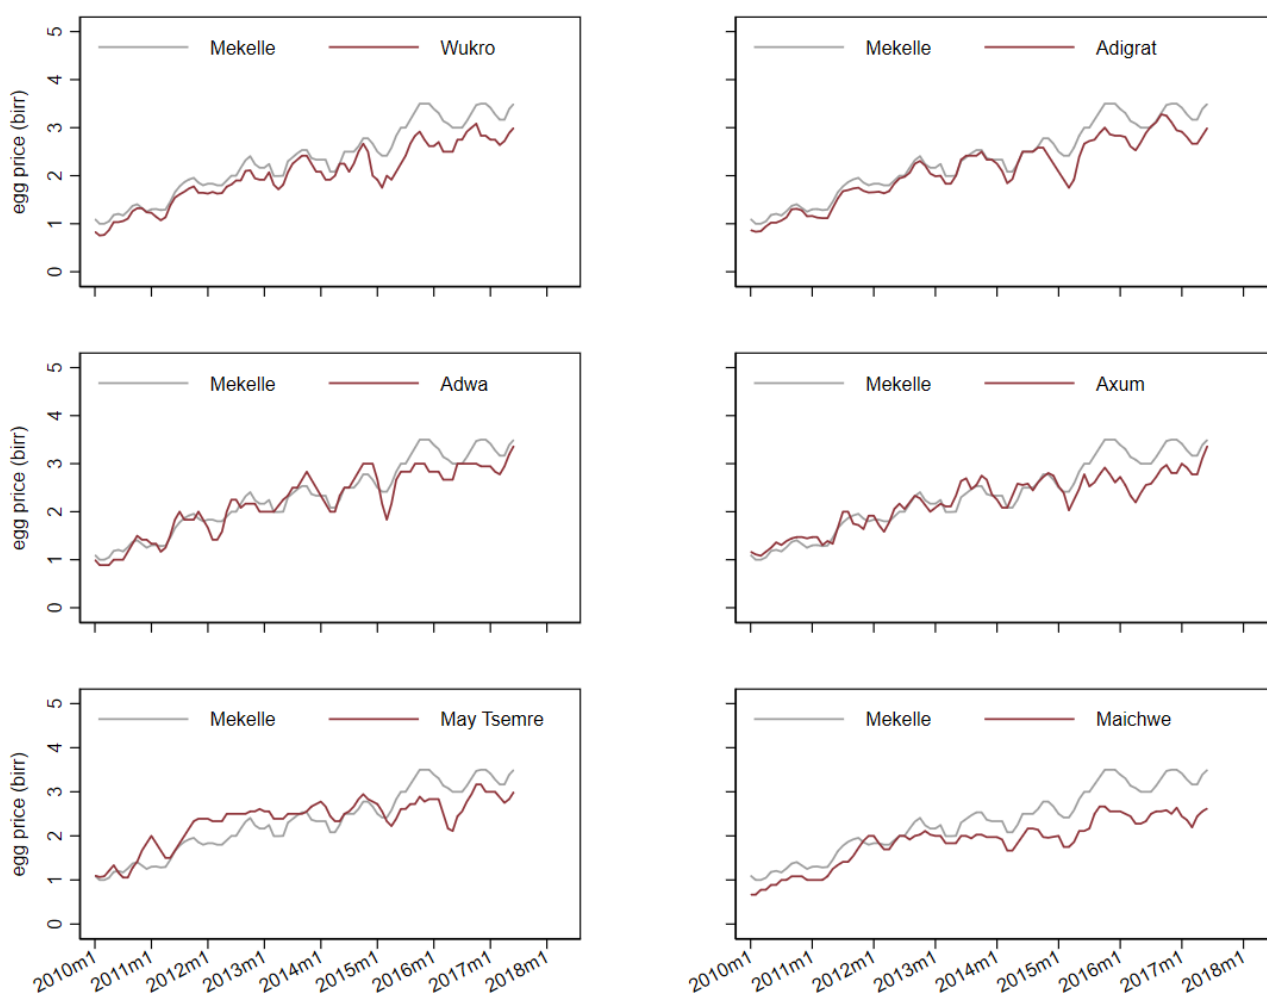 Mekelle Wukro
egg price (birr)
5
4
3
2
1
0
Mekelle Adigrat
Mekelle Adwa
egg price (birr)
5
4
3
2
1
0
Mekelle Axum
Mekelle May Tsemre
egg price (birr)
5
4
3
2
1
0
2010m1 2011m1 2012m1 2013m1 2014m1 2015m1 2016m1 2017m1 2018m1
Mekelle Maichwe
2010m1 2011m1 2012m1 2013m1 2014m1 2015m1 2016m1 2017m1 2018m1